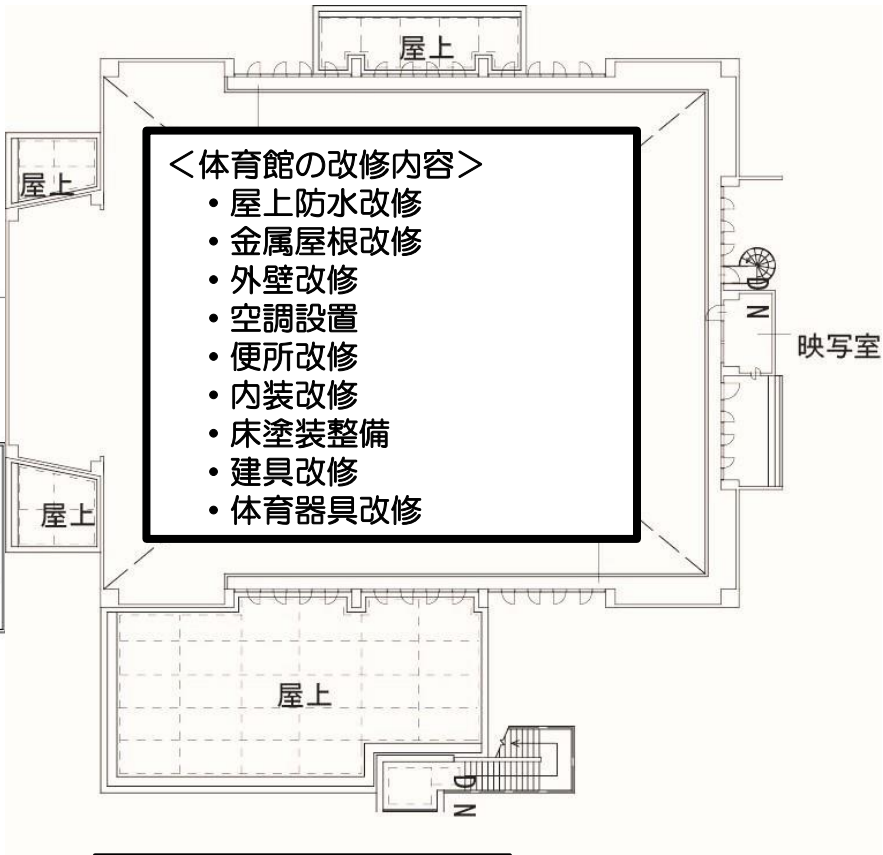 屋上
＜体育館の改修内容＞
・屋上防水改修
・金属屋根改修
・外壁改修
・空調設置
・便所改修
・内装改修
・床塗装整備
・建具改修
・体育器具改修
屋上
DN
映写室
屋上
屋上
DN